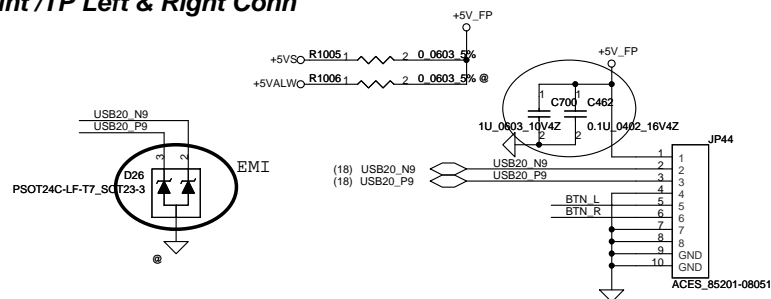 int /TP Left & Right Conn
+5V_FP
+5VS R1005 1 2 0_0603_5%
+5VALW R1006 1 2 0_0603_5% @
+5V_FP
USB20_N9
USB20_P9
3 2
D26
EMI
PSOT24C-LF-T7_SOT23-3
@
1 1
C700 C462
1U_0603_10V4Z 0.1U_0402_16V4Z
2 2
JP44
(18) USB20_N9 USB20_N9
(18) USB20_P9 USB20_P9
BTN_L
BTN_R
1 1
2 2
3 3
4 4
5 5
6 6
7 7
8 8
9 GND
10 GND
ACES_85201-08051